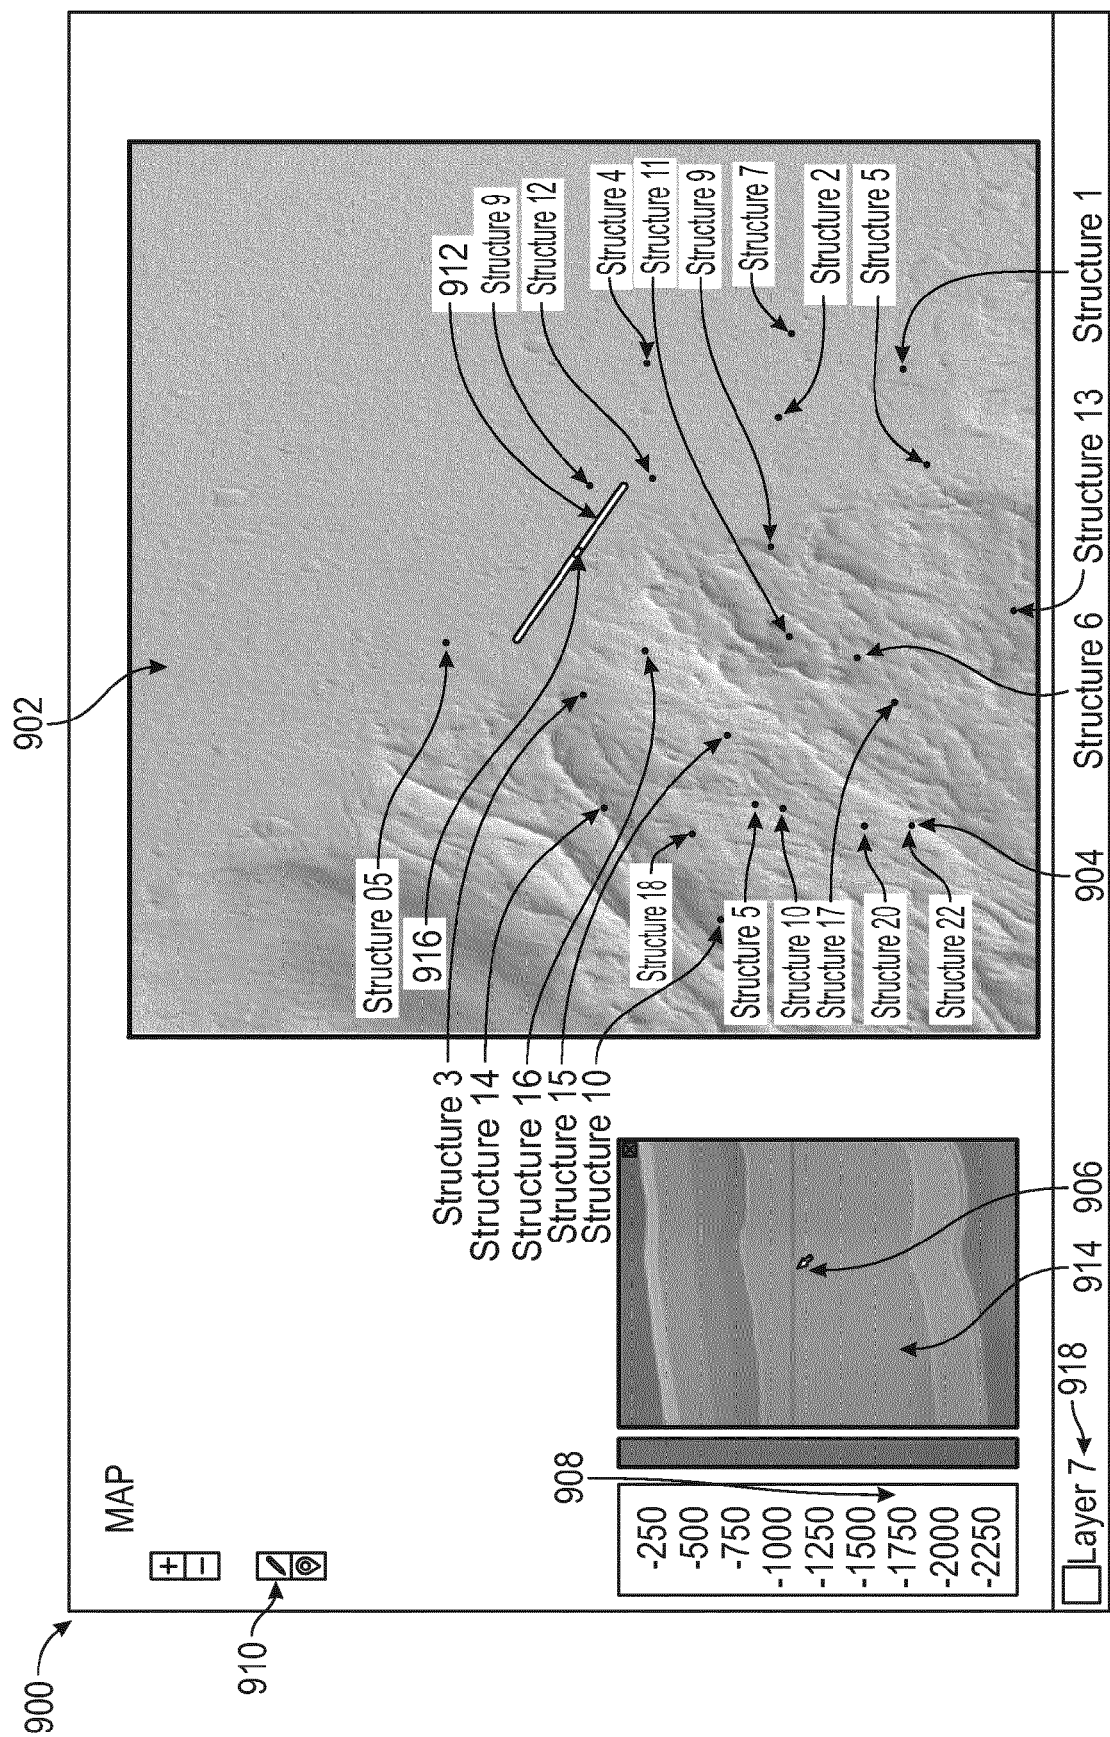 900
902
MAP
+
−
910
912
Structure 9
Structure 12
Structure 4
Structure 11
Structure 9
Structure 7
Structure 2
Structure 5
Structure 05
916
Structure 3
Structure 14
Structure 16
Structure 15
Structure 10
Structure 18
Structure 5
Structure 10
Structure 17
Structure 20
Structure 22
908
-250
-500
-750
-1000
-1250
-1500
-1750
-2000
-2250
Layer 7
918
914
906
904
Structure 6
Structure 13
Structure 1